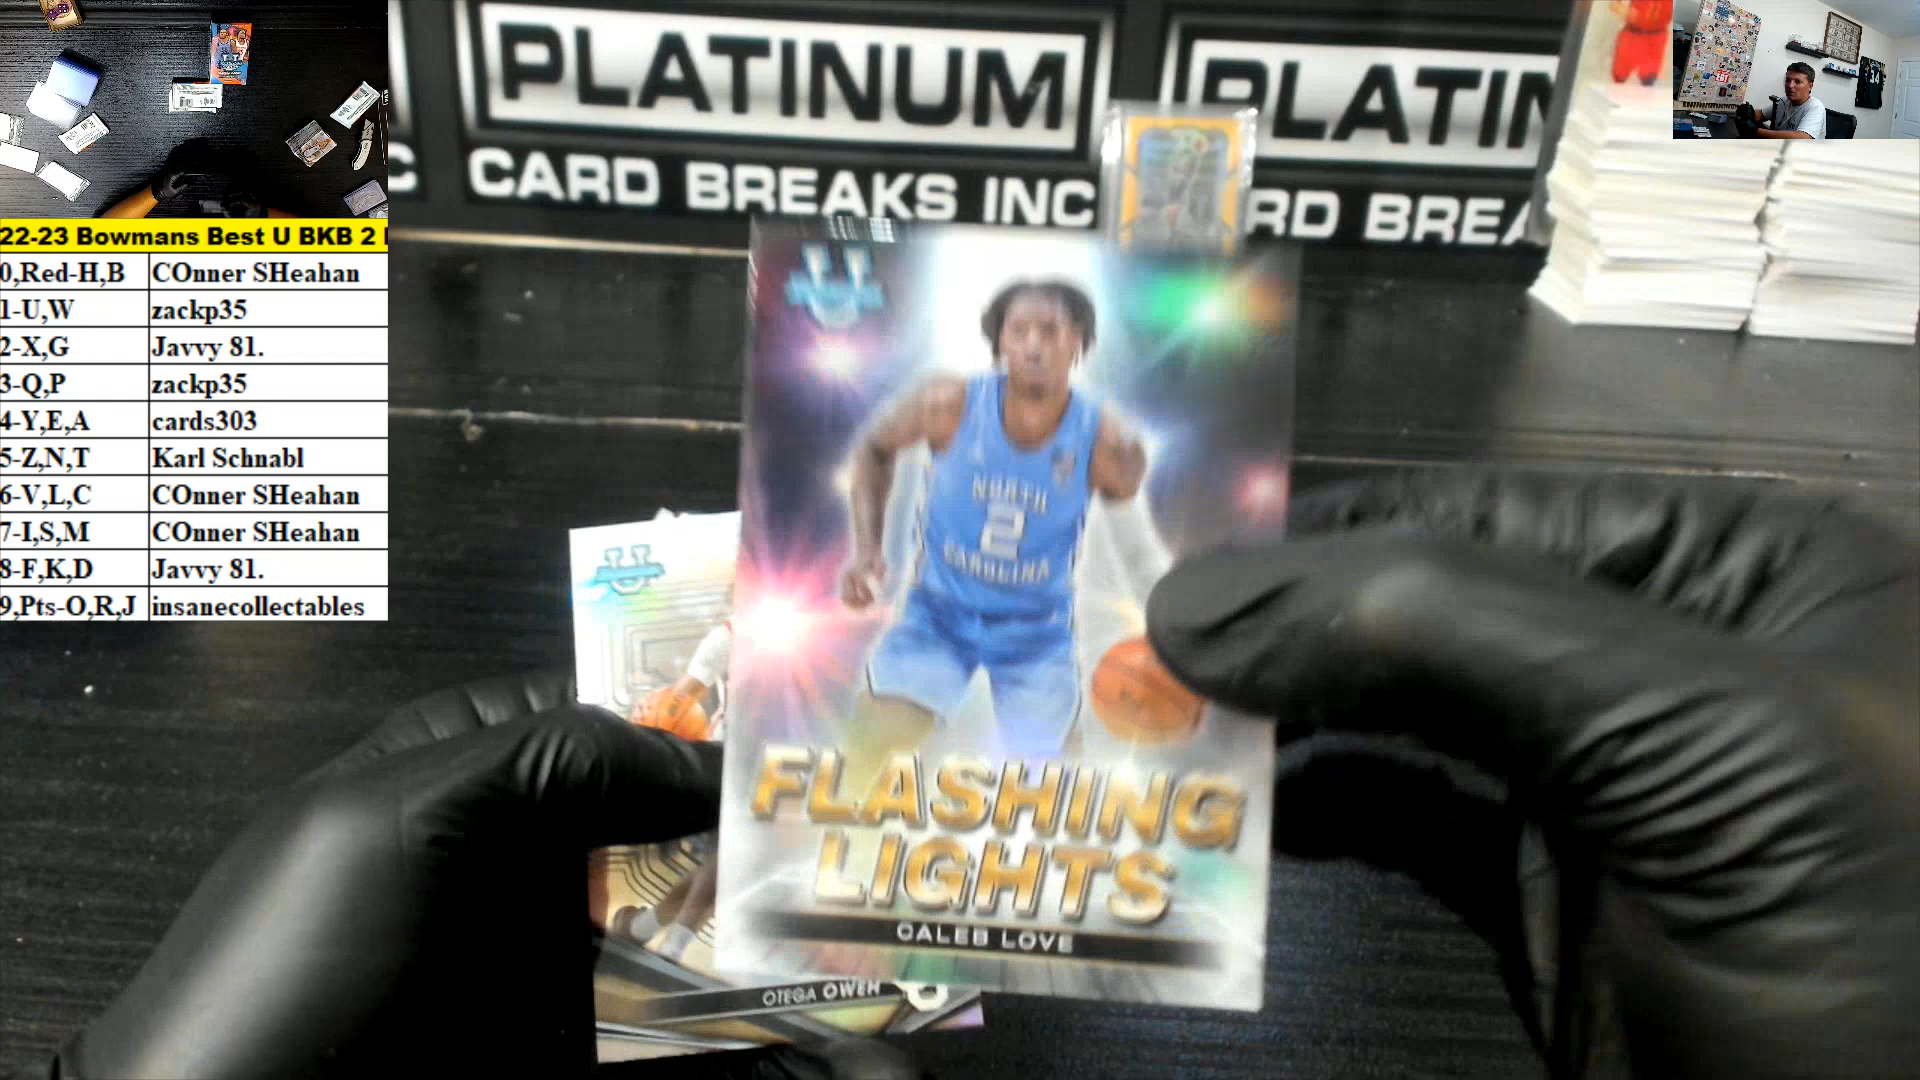 PLATINUM
CARD BREAKS INC
PLATIN
RD BREA
C
22-23 Bowmans Best U BKB 2
0,Red-H,B COnner SHeahan
1-U,W zackp35
2-X,G Javvy 81.
3-Q,P zackp35
4-Y,E,A cards303
5-Z,N,T Karl Schnabl
6-V,L,C COnner SHeahan
7-I,S,M COnner SHeahan
8-F,K,D Javvy 81.
9,Pts-O,R,J insanecollectables
U
NORTH
2
CAROLINA
FLASHING
LIGHTS
CALEB LOVE
U
OTEGA OWEH